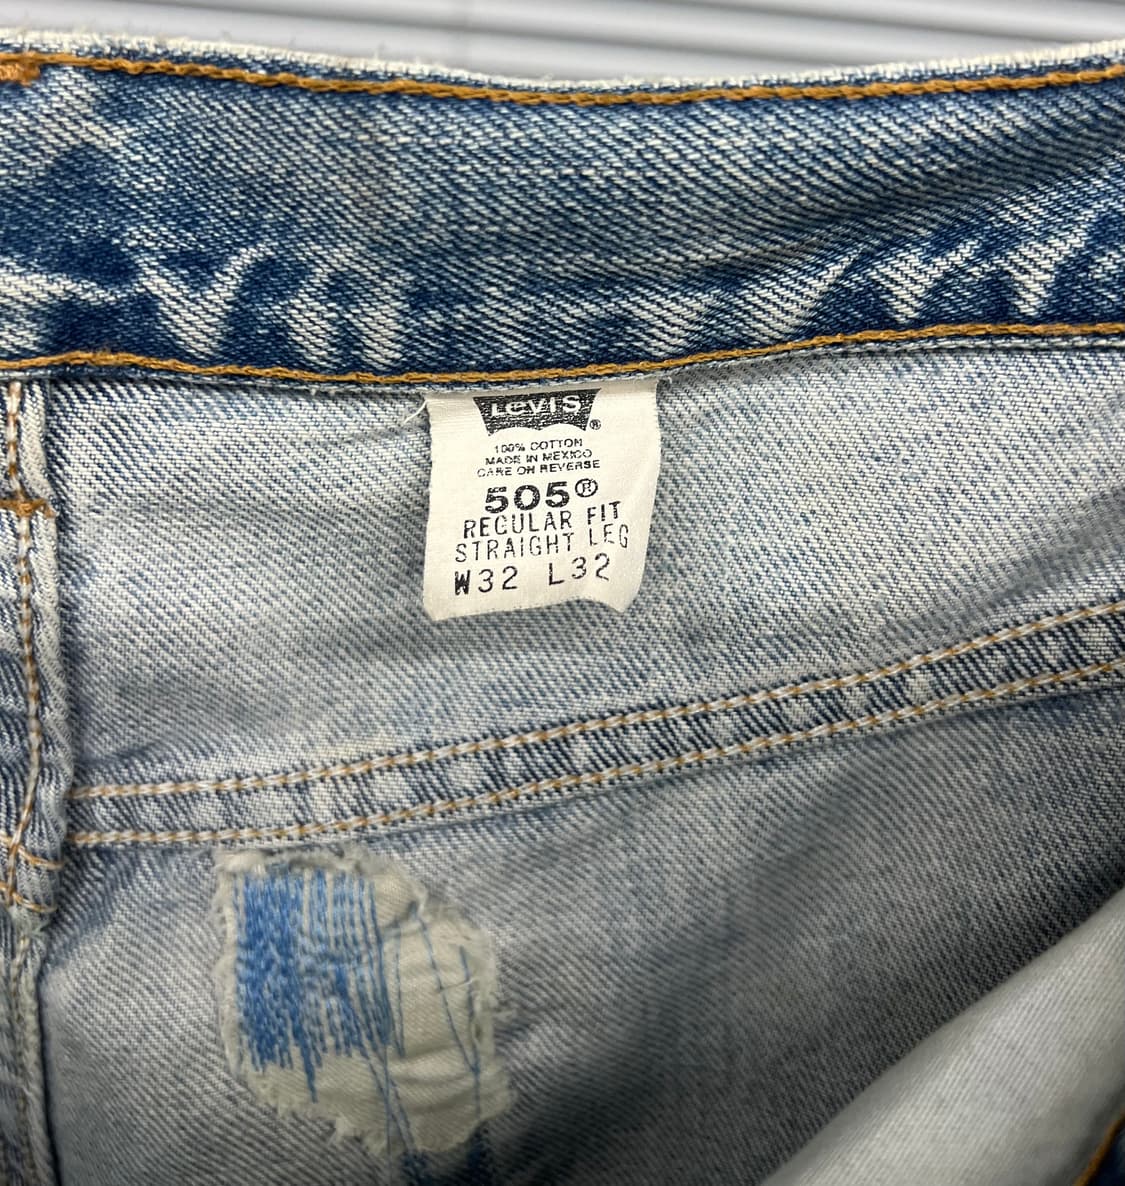 Levi's®
100% COTTON
MADE IN MEXICO
CARE ON REVERSE
505®
REGULAR FIT
STRAIGHT LEG
W32 L32